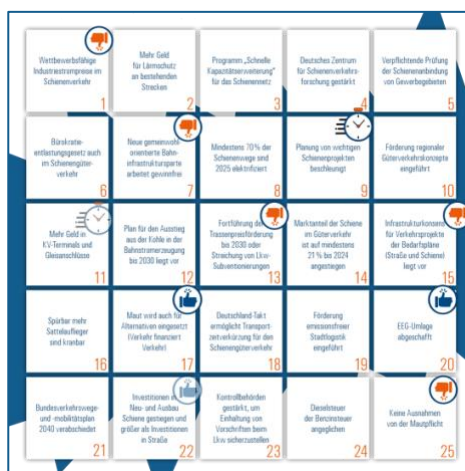 Wettbewerbsfähige
Industriestrompreise im
Schienenverkehr
1
Mehr Geld
für Lärmschutz
an bestehenden
Strecken
2
Programm „Schnelle
Kapazitätserweiterung“ für
das Schienennetz
3
Deutsches Zentrum
für Schienenverkehrs-
forschung gestärkt
4
Verpflichtende Prüfung
der Schienenanbindung
von Gewerbegebieten
5
Bürokratie-
entlastungsgesetz auch
im Schienengüter-
verkehr
6
Neue gemeinwohl-
orientierte Bahn-
infrastruktursparte
arbeitet gewinnfrei
7
Mindestens 70 % der
Schienenwege sind
2025 elektrifiziert
8
Planung von wichtigen
Schienenprojekten
beschleunigt
9
Förderung regionaler
Güterverkehrskonzepte
eingeführt
10
Mehr Geld in
KV-Terminals und
Gleisanschlüsse
11
Plan für den Ausstieg
aus der Kohle in der
Bahnstromerzeugung
bis 2030 liegt vor
12
Fortführung der
Trassenpreisförderung
bis 2030 oder
Streichung von Lkw-
Subventionierungen
13
Marktanteil der Schiene
im Güterverkehr
ist auf mindestens
21 % bis 2024
angestiegen
14
Infrastrukturkonsens
für Verkehrsprojekte
der Bedarfspläne
(Straße und Schiene)
liegt vor
15
Spürbar mehr
Sattelauflieger
sind kranbar
16
Maut wird auch für
Alternativen eingesetzt
(Verkehr finanziert
Verkehr)
17
Deutschland-Takt
ermöglicht Transport-
zeitverkürzung für den
Schienengüterverkehr
18
Förderung
emissionsfreier
Stadtlogistik
eingeführt
19
EEG-Umlage
abgeschafft
20
Bundesverkehrswege-
und -mobilitätsplan
2040 verabschiedet
21
Investitionen in
Neu- und Ausbau
Schiene gestiegen und
größer als Investitionen
in Straße
22
Kontrollbehörden
gestärkt, um
Einhaltung von
Vorschriften beim
Lkw sicherzustellen
23
Dieselsteuer
der Benzinsteuer
angeglichen
24
Keine Ausnahmen
von der Mautpflicht
25